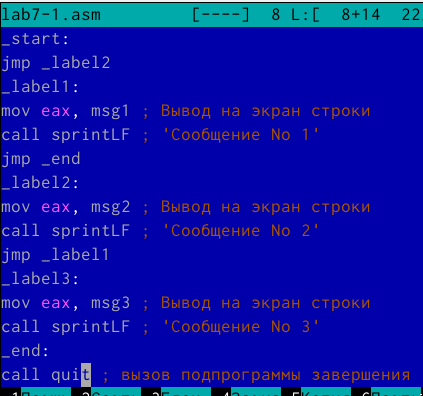 lab7-1.asm [----] 8 L:[ 8+14 22
_start:
jmp _label2
_label1:
mov eax, msg1 ; Вывод на экран строки
call sprintLF ; 'Сообщение No 1'
jmp _end
_label2:
mov eax, msg2 ; Вывод на экран строки
call sprintLF ; 'Сообщение No 2'
jmp _label1
_label3:
mov eax, msg3 ; Вывод на экран строки
call sprintLF ; 'Сообщение No 3'
_end:
call quit ; вызов подпрограммы завершения